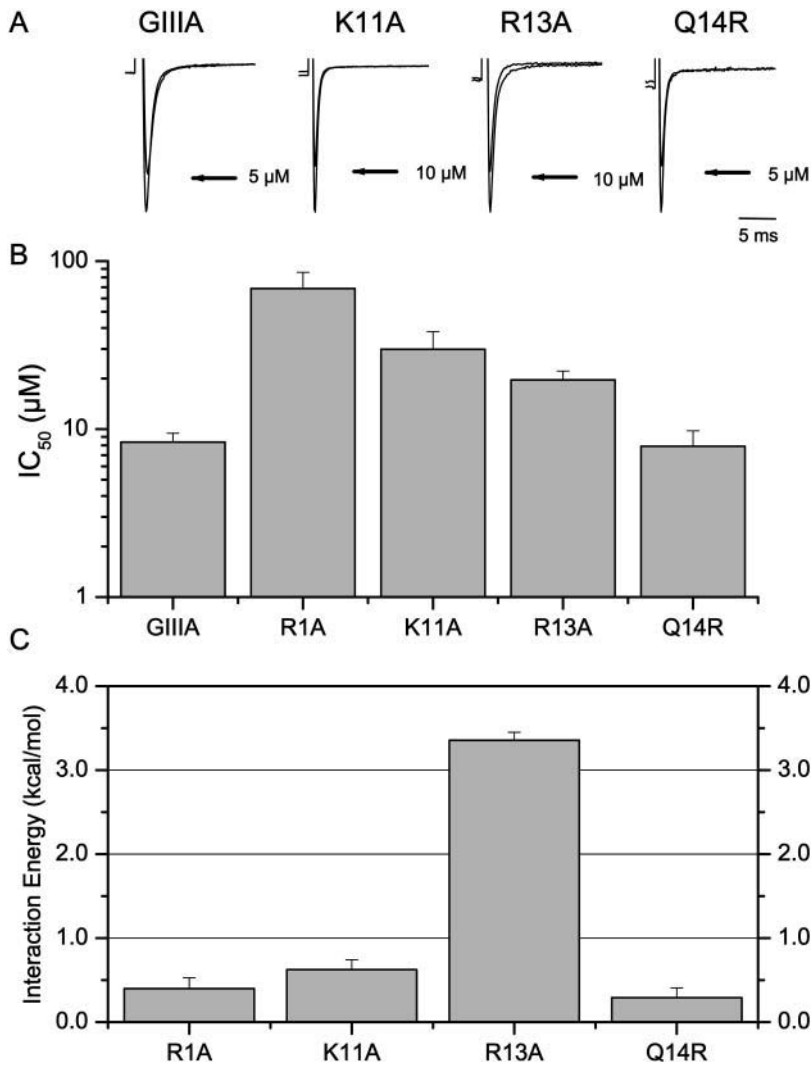 A
GIIIA K11A R13A Q14R
5 µM 10 µM 10 µM 5 µM
5 ms
B
IC50 (µM)
100
10
1
GIIIA R1A K11A R13A Q14R
C
Interaction Energy (kcal/mol)
4.0 4.0
3.0 3.0
2.0 2.0
1.0 1.0
0.0 0.0
R1A K11A R13A Q14R